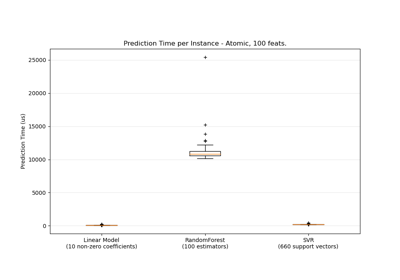 Prediction Time per Instance - Atomic, 100 feats.
25000
20000
15000
10000
5000
0
Prediction Time (us)
Linear Model
(10 non-zero coefficients)
RandomForest
(100 estimators)
SVR
(660 support vectors)